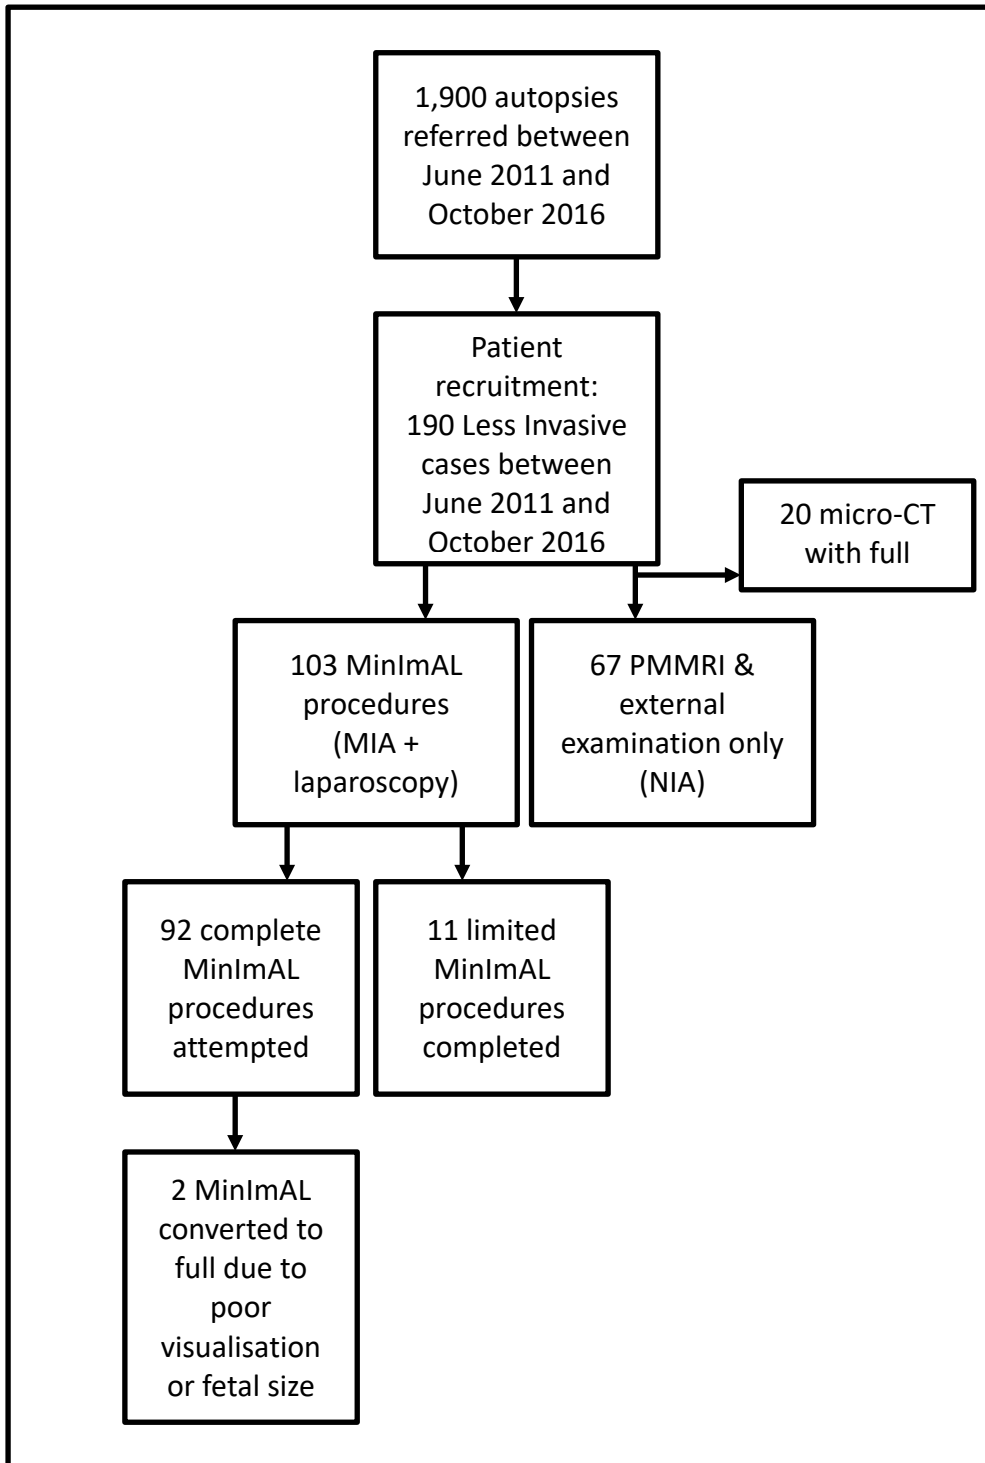 1,900 autopsies
referred between
June 2011 and
October 2016
Patient
recruitment:
190 Less Invasive
cases between
June 2011 and
October 2016
20 micro-CT
with full
103 MinImAL
procedures
(MIA +
laparoscopy)
67 PMMRI &
external
examination only
(NIA)
92 complete
MinImAL
procedures
attempted
11 limited
MinImAL
procedures
completed
2 MinImAL
converted to
full due to
poor
visualisation
or fetal size